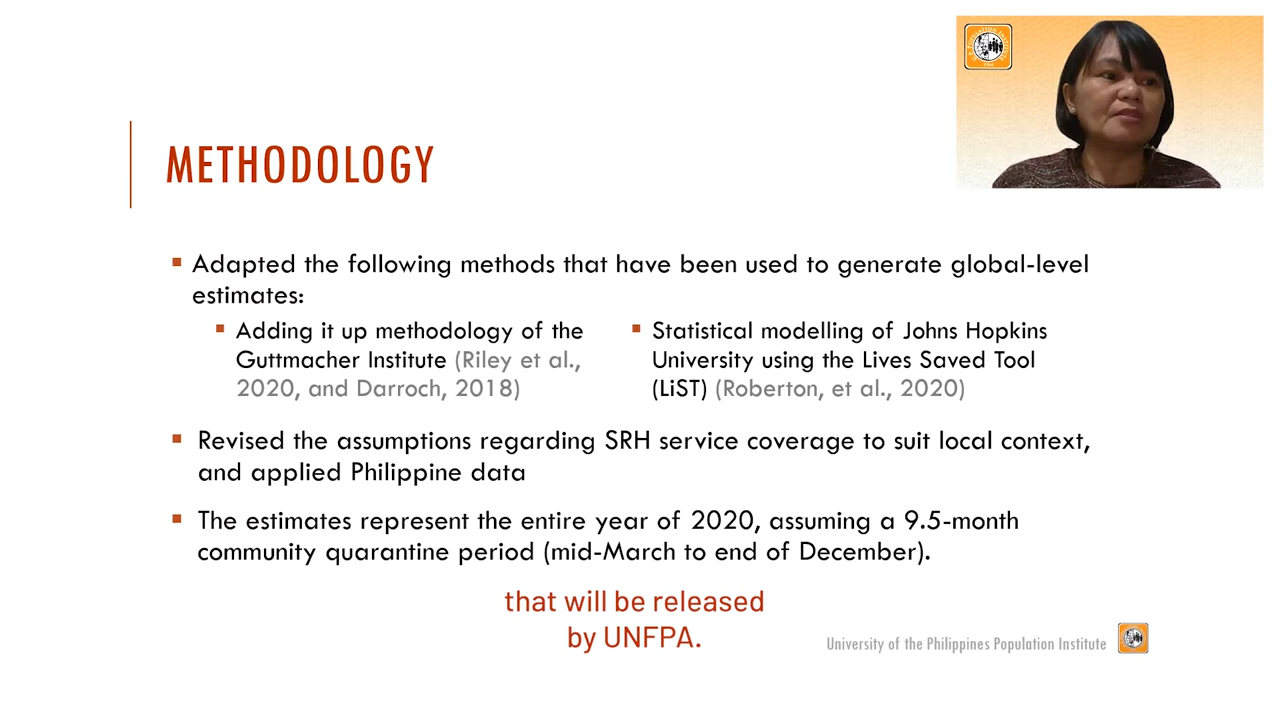 METHODOLOGY
Adapted the following methods that have been used to generate global-level
estimates:
Adding it up methodology of the
Guttmacher Institute (Riley et al.,
2020, and Darroch, 2018)
Statistical modelling of Johns Hopkins
University using the Lives Saved Tool
(LiST) (Roberton, et al., 2020)
Revised the assumptions regarding SRH service coverage to suit local context,
and applied Philippine data
The estimates represent the entire year of 2020, assuming a 9.5-month
community quarantine period (mid-March to end of December).
that will be released
by UNFPA.
University of the Philippines Population Institute